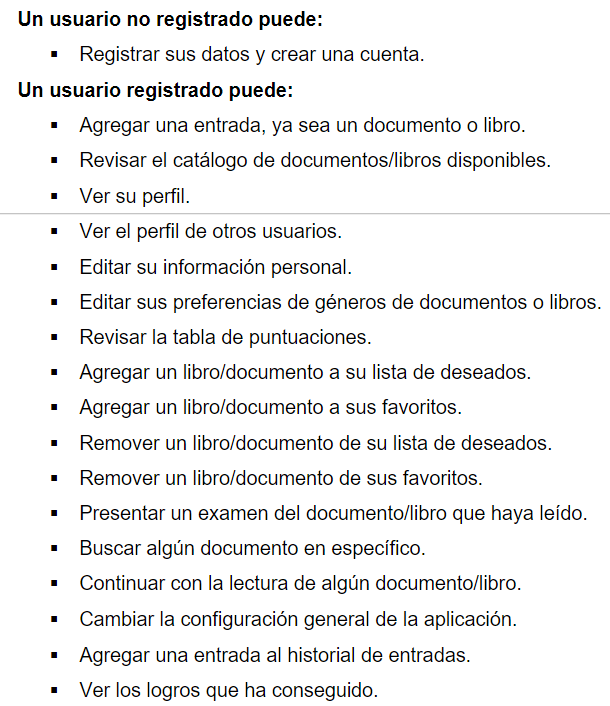 Un usuario no registrado puede:
▪ Registrar sus datos y crear una cuenta.
Un usuario registrado puede:
▪ Agregar una entrada, ya sea un documento o libro.
▪ Revisar el catálogo de documentos/libros disponibles.
▪ Ver su perfil.
▪ Ver el perfil de otros usuarios.
▪ Editar su información personal.
▪ Editar sus preferencias de géneros de documentos o libros.
▪ Revisar la tabla de puntuaciones.
▪ Agregar un libro/documento a su lista de deseados.
▪ Agregar un libro/documento a sus favoritos.
▪ Remover un libro/documento de su lista de deseados.
▪ Remover un libro/documento de sus favoritos.
▪ Presentar un examen del documento/libro que haya leído.
▪ Buscar algún documento en específico.
▪ Continuar con la lectura de algún documento/libro.
▪ Cambiar la configuración general de la aplicación.
▪ Agregar una entrada al historial de entradas.
▪ Ver los logros que ha conseguido.